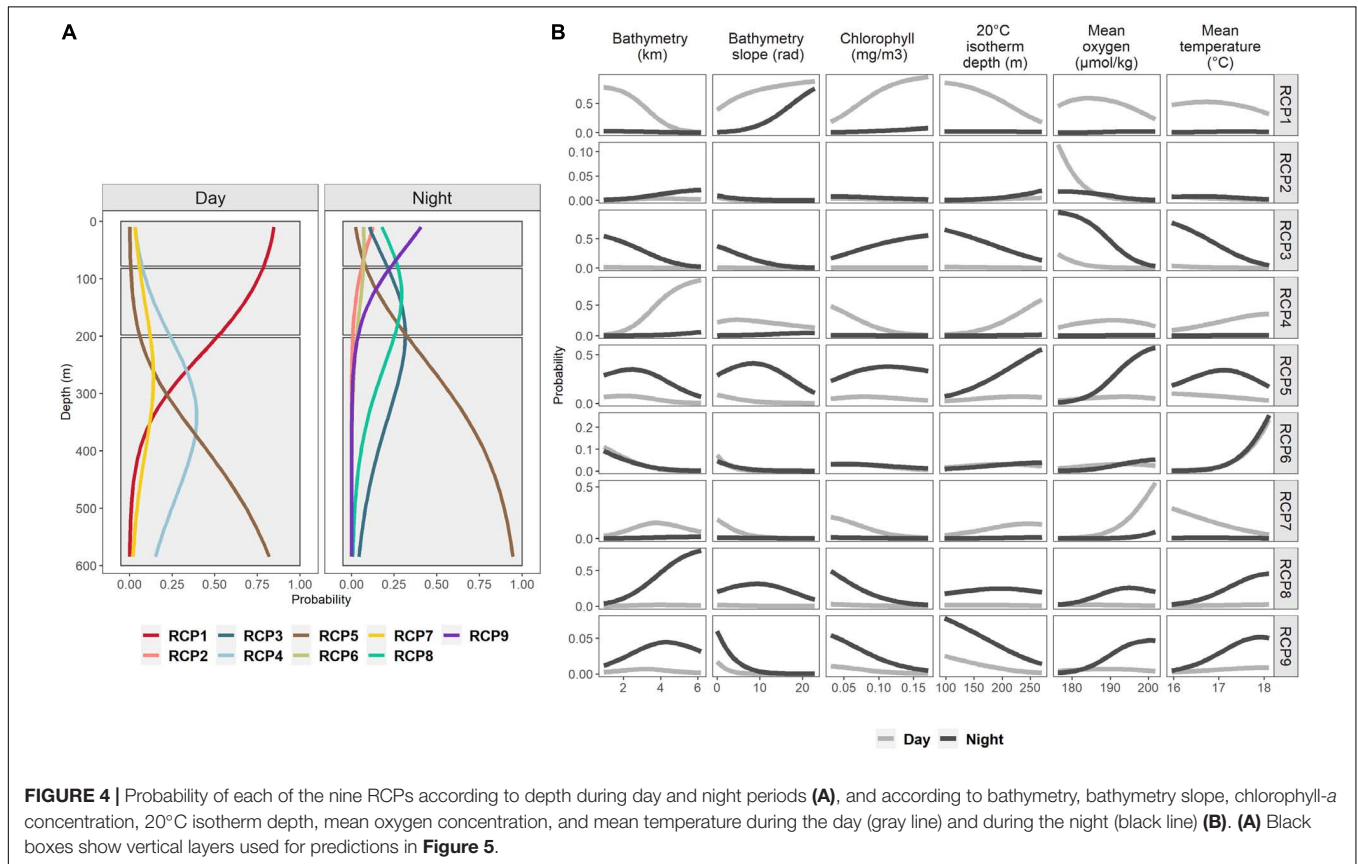 A
Day
Night
0
100
200
300
400
500
600
Depth (m)
0.00 0.25 0.50 0.75 1.00 0.00 0.25 0.50 0.75 1.00
Probability
RCP1 RCP3 RCP5 RCP7 RCP9
RCP2 RCP4 RCP6 RCP8
B
Bathymetry (km)
Bathymetry slope (rad)
Chlorophyll (mg/m3)
20°C isotherm depth (m)
Mean oxygen (µmol/kg)
Mean temperature (°C)
0.5
0.0
RCP1
0.10
0.05
0.00
RCP2
0.5
0.0
RCP3
0.5
0.0
RCP4
0.5
0.0
RCP5
0.2
0.1
0.0
RCP6
0.5
0.0
RCP7
0.5
0.0
RCP8
0.05
0.00
RCP9
Probability
2 4 6 0 10 20 0.05 0.10 0.15 100 150 200 250 180 190 200 16 17 18
Day Night
FIGURE 4 | Probability of each of the nine RCPs according to depth during day and night periods (A), and according to bathymetry, bathymetry slope, chlorophyll-a
concentration, 20°C isotherm depth, mean oxygen concentration, and mean temperature during the day (gray line) and during the night (black line) (B). (A) Black
boxes show vertical layers used for predictions in Figure 5.